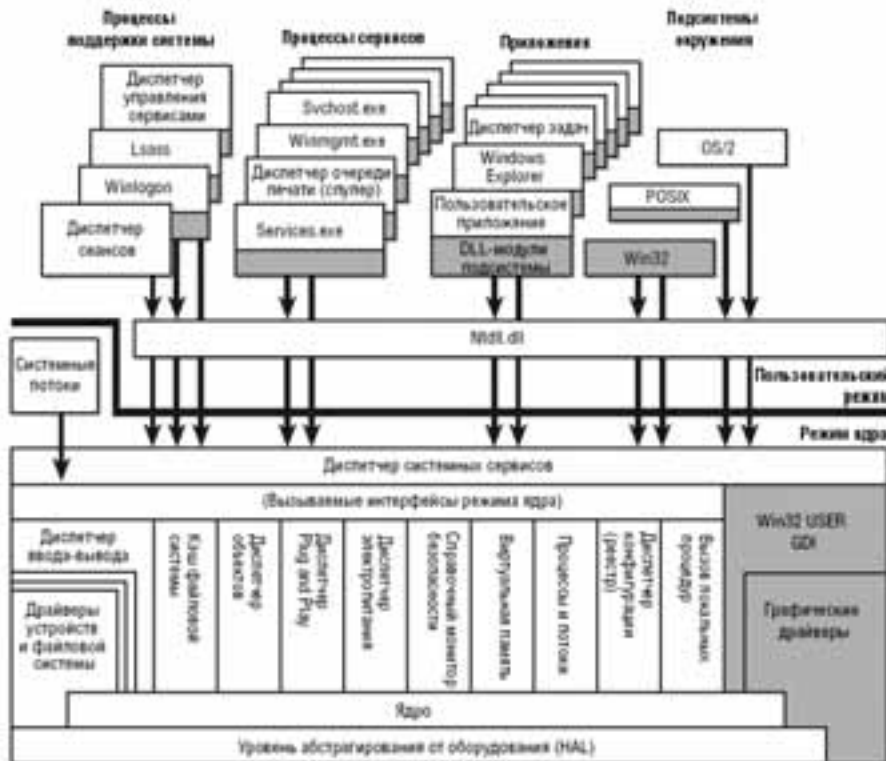 Процессы
поддержки системы
Процессы сервисов
Приложения
Подсистемы
окружения
Диспетчер
управления
сервисами
Lsass
Winlogon
Диспетчер
сеансов
Svchost.exe
Winmgmt.exe
Диспетчер очереди
печати (спулер)
Services.exe
Диспетчер задач
Windows
Explorer
Пользовательское
приложение
DLL-модули
подсистемы
OS/2
POSIX
Win32
Ntdll.dll
Системные
потоки
Пользовательский
режим
Режим ядра
Диспетчер системных сервисов
(Вызываемые интерфейсы режима ядра)
Диспетчер
ввода-вывода
Драйверы
устройств
и файловой
системы
Кэш файловой
системы
Диспетчер
объектов
Диспетчер
Plug and Play
Диспетчер
электропитания
Справочный монитор
безопасности
Виртуальная память
Процессы и потоки
Диспетчер
конфигурации
(реестр)
Вызов локальных
процедур
Win32 USER
GDI
Графические
драйверы
Ядро
Уровень абстрагирования от оборудования (HAL)